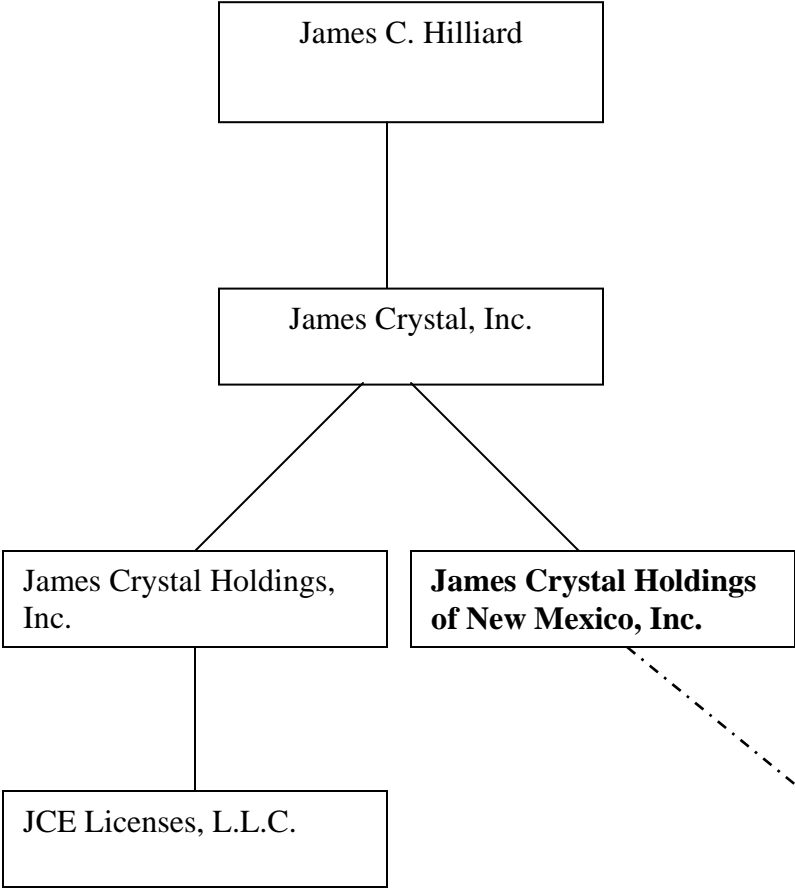 James C. Hilliard
James Crystal, Inc.
James Crystal Holdings,
Inc.
James Crystal Holdings
of New Mexico, Inc.
JCE Licenses, L.L.C.